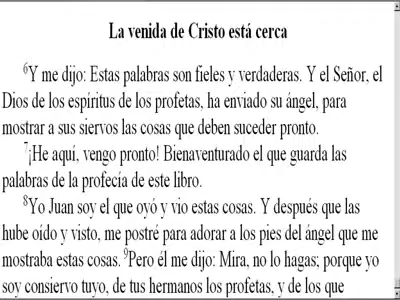 La venida de Cristo está cerca
⁶Y me dijo: Estas palabras son fieles y verdaderas. Y el Señor, el
Dios de los espíritus de los profetas, ha enviado su ángel, para
mostrar a sus siervos las cosas que deben suceder pronto.
⁷¡He aquí, vengo pronto! Bienaventurado el que guarda las
palabras de la profecía de este libro.
⁸Yo Juan soy el que oyó y vio estas cosas. Y después que las
hube oído y visto, me postré para adorar a los pies del ángel que me
mostraba estas cosas. ⁹Pero él me dijo: Mira, no lo hagas; porque yo
soy consiervo tuyo, de tus hermanos los profetas, y de los que